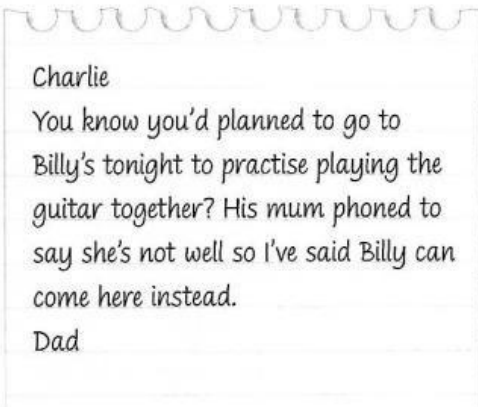 Charlie
You know you'd planned to go to
Billy's tonight to practise playing the
guitar together? His mum phoned to
say she's not well so I've said Billy can
come here instead.
Dad